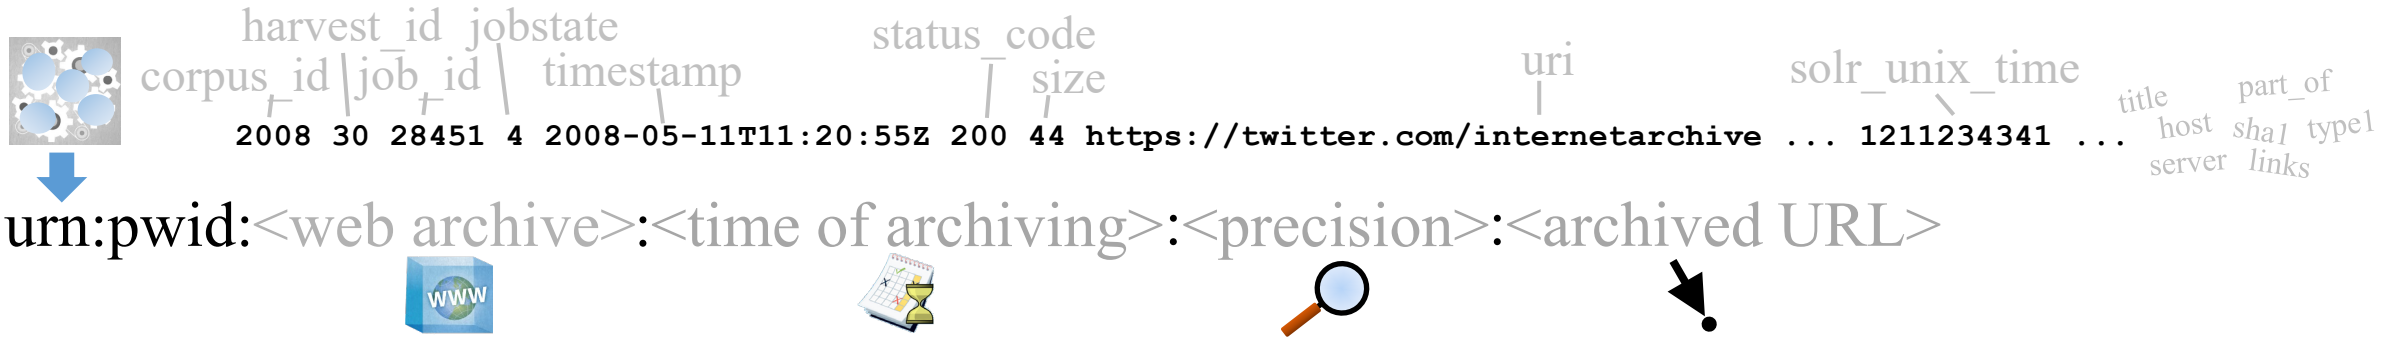 harvest_id jobstate status_code
corpus_id job_id timestamp size uri solr_unix_time
title part_of
2008 30 28451 4 2008-05-11T11:20:55Z 200 44 https://twitter.com/internetarchive ... 1211234341 ...
host sha1 type1
server links
urn:pwid:<web archive>:<time of archiving>:<precision>:<archived URL>
WWW